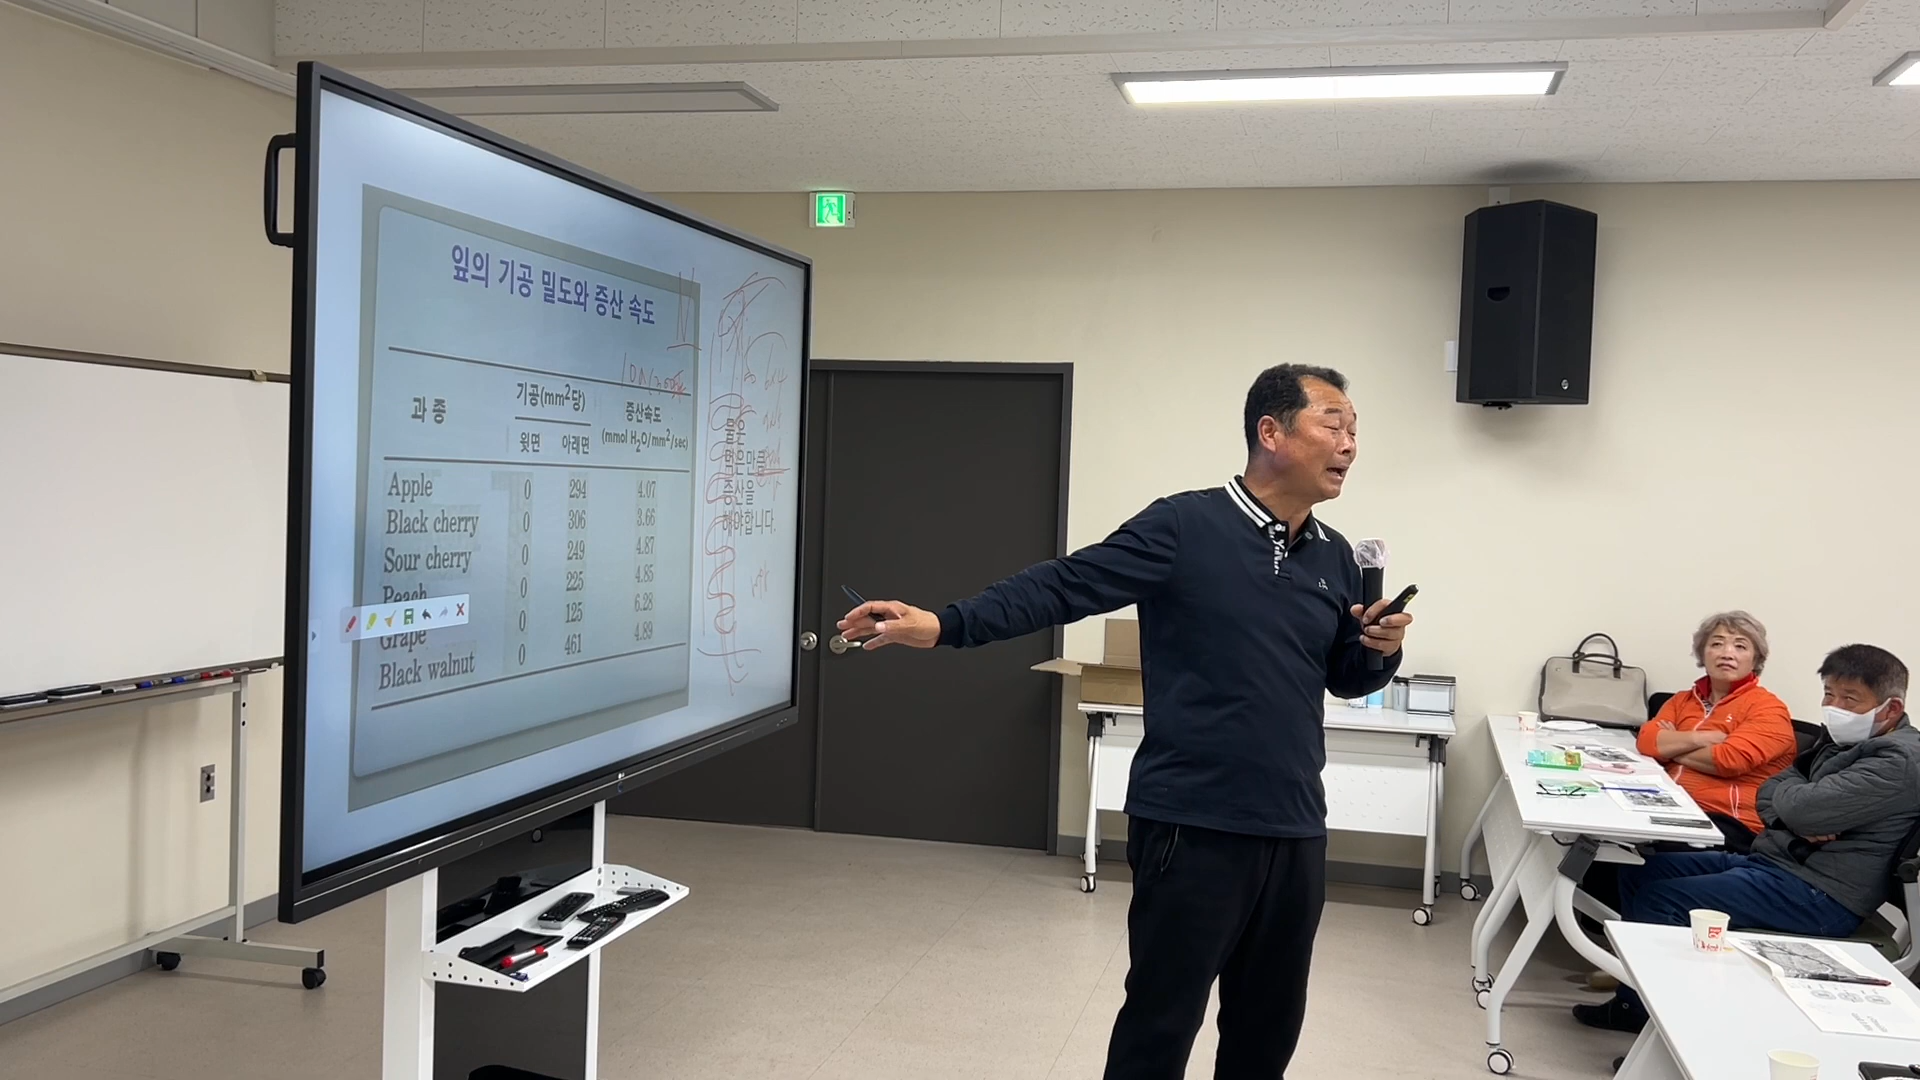 잎의 기공 밀도와 증산 속도
과 종
기공(mm²당)
증산속도
윗면 아래면 (mmol H₂O/mm²/sec)
Apple 0 294 4.07
Black cherry 0 306 3.66
Sour cherry 0 249 4.87
Peach 0 225 4.85
Grape 0 125 6.28
Black walnut 0 461 4.89
물은
먹은만큼
증산을
해야합니다.
N